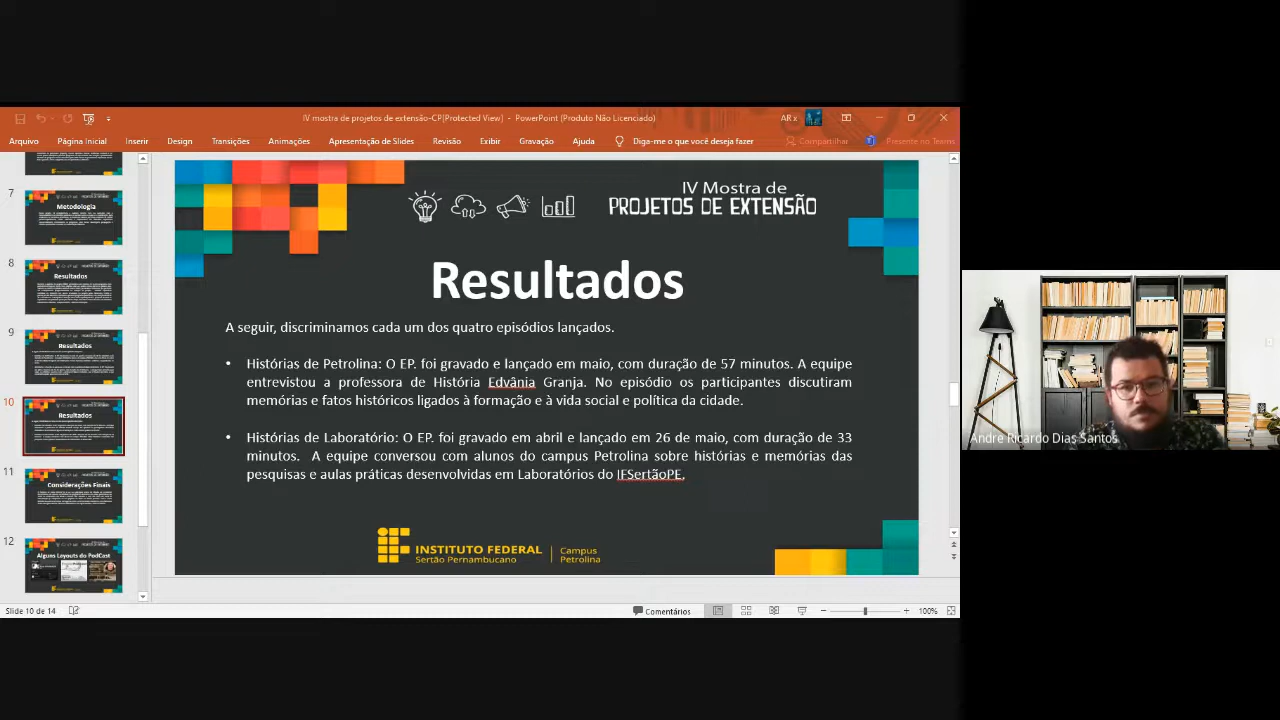 IV mostra de projetos de extensão-CP[Protected View] - PowerPoint (Produto Não Licenciado)
AR x
Arquivo Página Inicial Inserir Design Transições Animações Apresentação de Slides Revisão Exibir Gravação Ajuda Diga-me o que você deseja fazer Compartilhar Presente no Teams
7
Metodologia
8
Resultados
9
Resultados
10
Resultados
11
Considerações Finais
12
Alguns Layouts do PodCast
IV Mostra de
PROJETOS DE EXTENSÃO
Resultados
A seguir, discriminamos cada um dos quatro episódios lançados.
• Histórias de Petrolina: O EP. foi gravado e lançado em maio, com duração de 57 minutos. A equipe
entrevistou a professora de História Edvânia Granja. No episódio os participantes discutiram
memórias e fatos históricos ligados à formação e à vida social e política da cidade.
• Histórias de Laboratório: O EP. foi gravado em abril e lançado em 26 de maio, com duração de 33
minutos. A equipe conversou com alunos do campus Petrolina sobre histórias e memórias das
pesquisas e aulas práticas desenvolvidas em Laboratórios do IFSertãoPE.
INSTITUTO FEDERAL
Sertão Pernambucano
Campus
Petrolina
Andre Ricardo Dias Santos
Slide 10 de 14
Comentários
100%